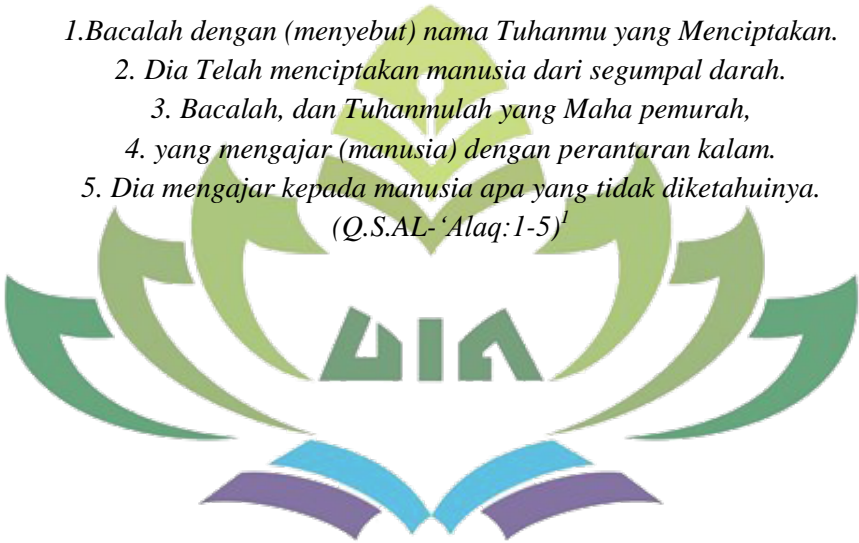 1.Bacalah dengan (menyebut) nama Tuhanmu yang Menciptakan.
2. Dia Telah menciptakan manusia dari segumpal darah.
3. Bacalah, dan Tuhanmulah yang Maha pemurah,
4. yang mengajar (manusia) dengan perantaran kalam.
5. Dia mengajar kepada manusia apa yang tidak diketahuinya.
(Q.S.AL-‘Alaq:1-5)1
UIN